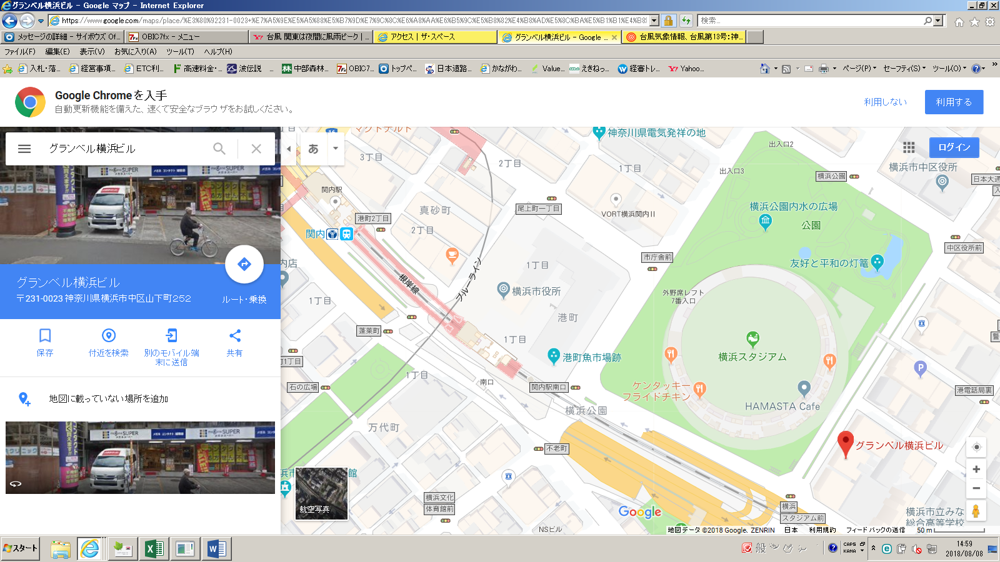 グランベル横浜ビル - Google マップ - Internet Explorer
https://www.google.com/maps/place/%E3%80%92231-0023+%E7%A5%9E%E5%A5%88%E5%B7%9D%E7%9C%8C%E6%A8%AA%E6%B5%9C%E5%B8%82%E4%B8%AD%E5%8C%BA%E5%B1%B1%E4%B8%8
検索...
メッセージの詳細 - サイボウズ Of...
OBIC7fx - メニュー
台風 関東は夜間に風雨ピーク | ...
アクセス | ザ・スペース
グランベル横浜ビル - Google ...
台風気象情報、台風第13号:神...
ファイル(F) 編集(E) 表示(V) お気に入り(A) ツール(T) ヘルプ(H)
入札・落... 経営事項... ETC利... 高速料金・... 波伝説 ... 中部森林... OBIC7... トップペ... 日本道路... かながわ... Value... えきねっ... 経審トレ... Yahoo...
ページ(P) セーフティ(S) ツール(O)
Google Chromeを入手
自動更新機能を備えた、速くて安全なブラウザをお試しください。
利用しない
利用する
グランベル横浜ビル
あ
ログイン
グランベル横浜ビル
〒231-0023 神奈川県横浜市中区山下町252
ルート・乗換
保存
付近を検索
別のモバイル端
末に送信
共有
地図に載っていない場所を追加
マクドナルド
神奈川県電気発祥の地
出入口2
3丁目
2丁目
1丁目
出入口3
横浜市中区役所
横浜公園
日本大通
関内駅
真砂町
尾上町一丁目
VORT横浜関内Ⅱ
横浜公園内水の広場
公園
港町2丁目
2丁目
関内
中区役所前
市庁舎前
友好と平和の灯篭
内店
1丁目
根岸線
ブルーライン
横浜市役所
外野席レフト
7番入口
1丁目
港町
蓬莱町
1丁目
港町魚市場跡
横浜スタジアム
1丁目
南口
石の広場
関内駅南口
ケンタッキー
フライドチキン
港電話局裏
HAMASTA Cafe
横浜公園
万代町
不老町
グランベル横浜ビル
航空写真
横浜文化
体育館前
Google
横浜
スタジアム前
横浜市立みな
総合高等学校
NSビル
地図データ ©2018 Google, ZENRIN 日本 利用規約 フィードバックの送信 50 m
スタート
般
CAPS
KANA
14:59
2018/08/08